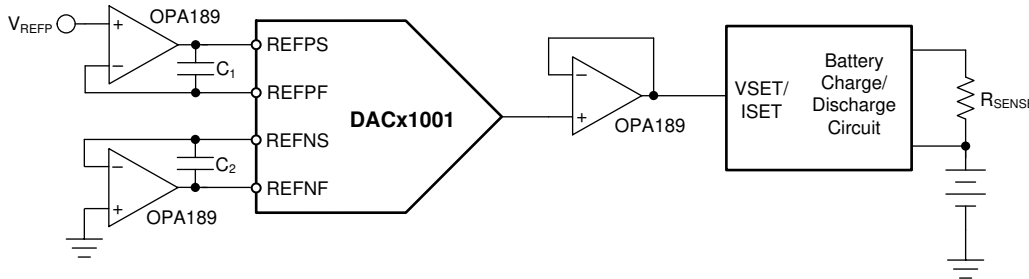 OPA189
VREFP
+
−
C1
REFPS
REFPF
DACx1001
REFNS
REFNF
C2
−
+
OPA189
−
+
OPA189
VSET/
ISET
Battery
Charge/
Discharge
Circuit
RSENSE